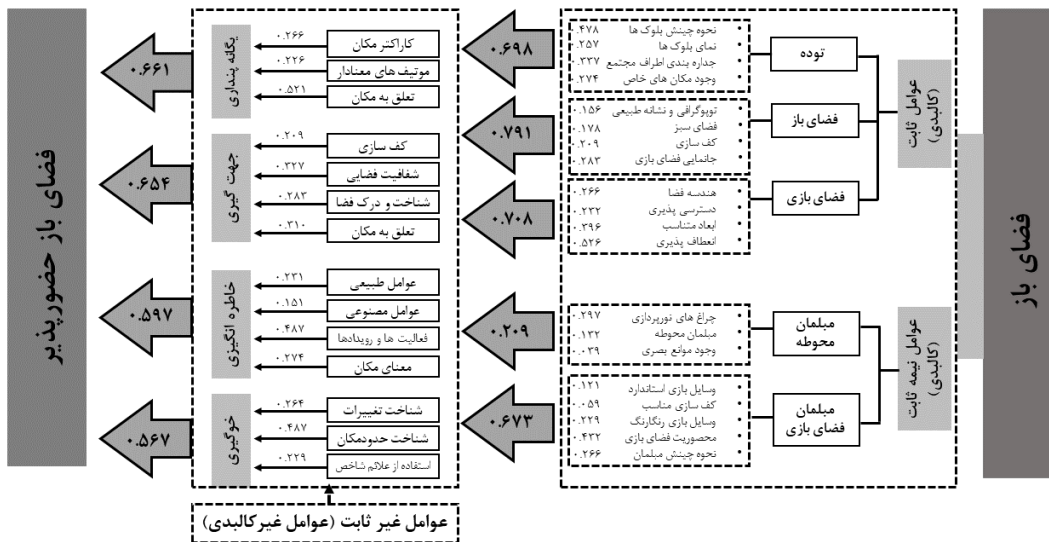 فضای باز
عوامل ثابت
(کالبدی)
توده
نحوه چینش بلوک ها ۰.۴۷۸
نمای بلوک ها ۰.۲۵۷
جداره بندی اطراف مجتمع ۰.۳۳۷
وجود مکان های خاص ۰.۲۷۴
۰.۶۹۸
فضای باز
توپوگرافی و نشانه طبیعی ۰.۱۵۶
فضای سبز ۰.۱۷۸
کف سازی ۰.۲۰۹
جانمایی فضای بازی ۰.۲۸۳
۰.۷۹۱
فضای بازی
هندسه فضا ۰.۲۶۶
دسترسی پذیری ۰.۲۳۲
ابعاد متناسب ۰.۳۹۶
انعطاف پذیری ۰.۵۲۶
۰.۷۰۸
عوامل نیمه ثابت
(کالبدی)
مبلمان
محوطه
چراغ های نورپردازی ۰.۲۹۷
مبلمان محوطه ۰.۱۳۲
وجود موانع بصری ۰.۰۳۹
۰.۲۰۹
مبلمان
فضای بازی
وسایل بازی استاندارد ۰.۱۲۱
کف سازی مناسب ۰.۰۵۹
وسایل بازی رنگارنگ ۰.۲۲۹
محصوریت فضای بازی ۰.۴۳۲
نحوه چینش مبلمان ۰.۲۶۶
۰.۶۷۳
کاراکتر مکان ۰.۲۶۶
موتیف های معنادار ۰.۲۲۶
تعلق به مکان ۰.۵۲۱
یگانه پنداری
۰.۶۶۱
کف سازی ۰.۲۰۹
شفافیت فضایی ۰.۳۲۷
شناخت و درک فضا ۰.۲۸۳
تعلق به مکان ۰.۳۱۰
جهت گیری
۰.۶۵۴
عوامل طبیعی ۰.۲۳۱
عوامل مصنوعی ۰.۱۵۱
فعالیت ها و رویدادها ۰.۴۸۷
معنای مکان ۰.۲۷۴
خاطره انگیزی
۰.۵۹۷
شناخت تغییرات ۰.۲۶۴
شناخت حدودمکان ۰.۴۸۷
استفاده از علائم شاخص ۰.۲۲۹
خوگیری
۰.۵۶۷
عوامل غیر ثابت (عوامل غیرکالبدی)
فضای باز حضورپذیر